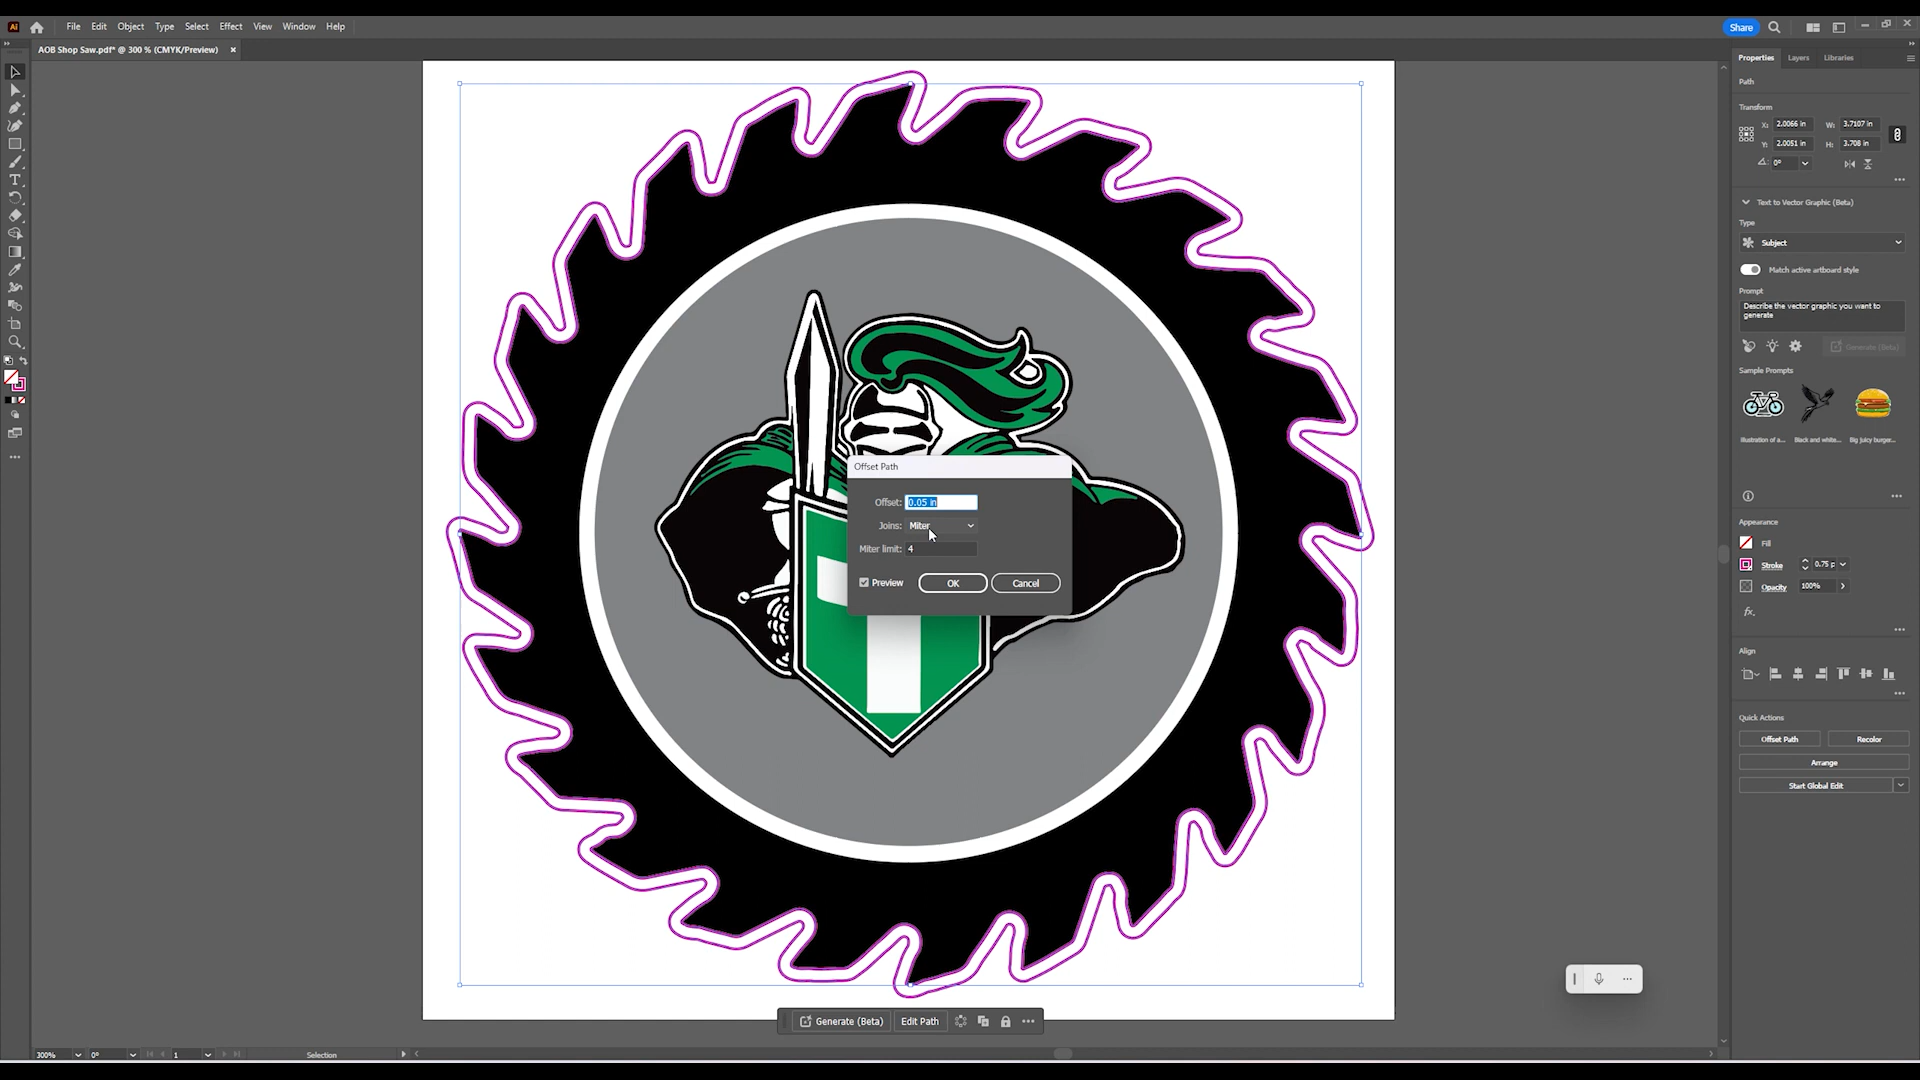 Ai
File Edit Object Type Select Effect View Window Help
Share
AOB Shop Saw.pdf* @ 300 % (CMYK/Preview) ×
Properties Layers Libraries
Path
Transform
X: 2.0066 in W: 3.7107 in
Y: 2.0051 in H: 3.708 in
0°
Text to Vector Graphic (Beta)
Type
Subject
Match active artboard style
Prompt
Describe the vector graphic you want to
generate
Generate (Beta)
Sample Prompts
Illustration of a... Black and white... Big juicy burger...
Appearance
Fill
Stroke 0.75 p
Opacity 100%
fx.
Align
Quick Actions
Offset Path Recolor
Arrange
Start Global Edit
Offset Path
Offset: 0.05 in
Joins: Miter
Miter limit: 4
Preview OK Cancel
Generate (Beta) Edit Path
300% 0° 1 Selection